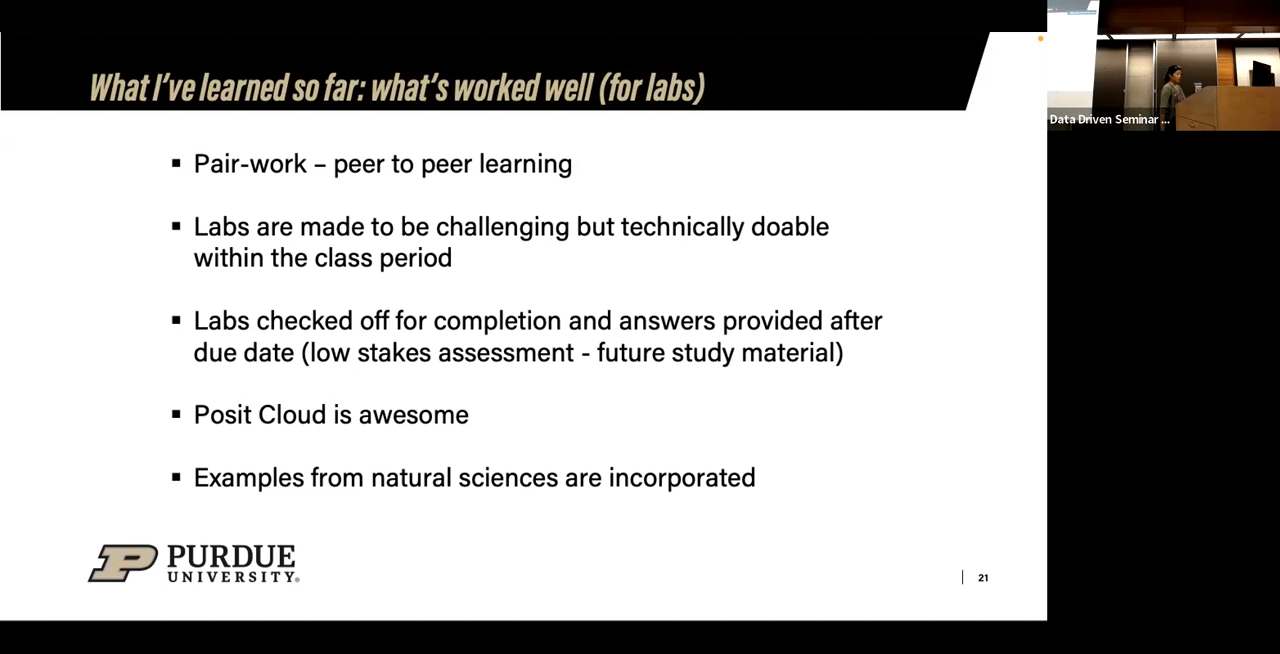 What I've learned so far: what's worked well (for labs)
▪ Pair-work – peer to peer learning
▪ Labs are made to be challenging but technically doable
within the class period
▪ Labs checked off for completion and answers provided after
due date (low stakes assessment - future study material)
▪ Posit Cloud is awesome
▪ Examples from natural sciences are incorporated
PURDUE
UNIVERSITY®
21
Data Driven Seminar ...